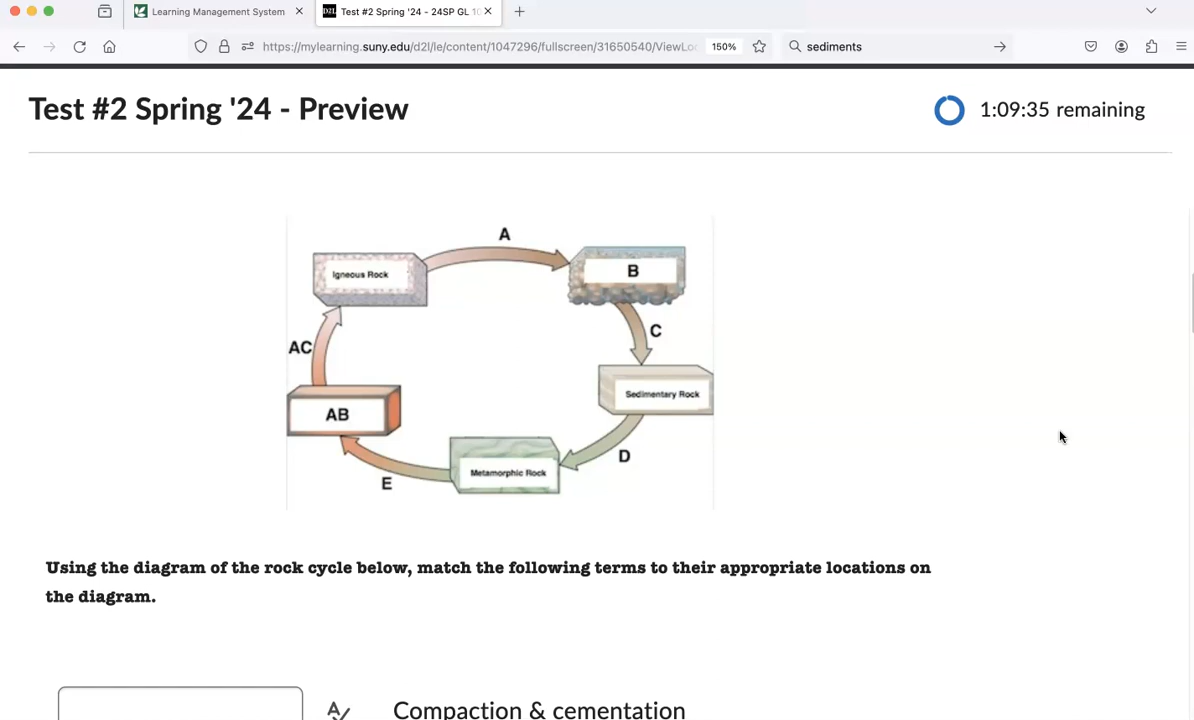 Learning Management System
Test #2 Spring '24 - 24SP GL
https://mylearning.suny.edu/d2l/le/content/1047296/fullscreen/31650540/ViewLo
150%
sediments
Test #2 Spring '24 - Preview
1:09:35 remaining
A
Igneous Rock
B
C
AC
Sedimentary Rock
AB
D
Metamorphic Rock
E
Using the diagram of the rock cycle below, match the following terms to their appropriate locations on
the diagram.
Compaction & cementation